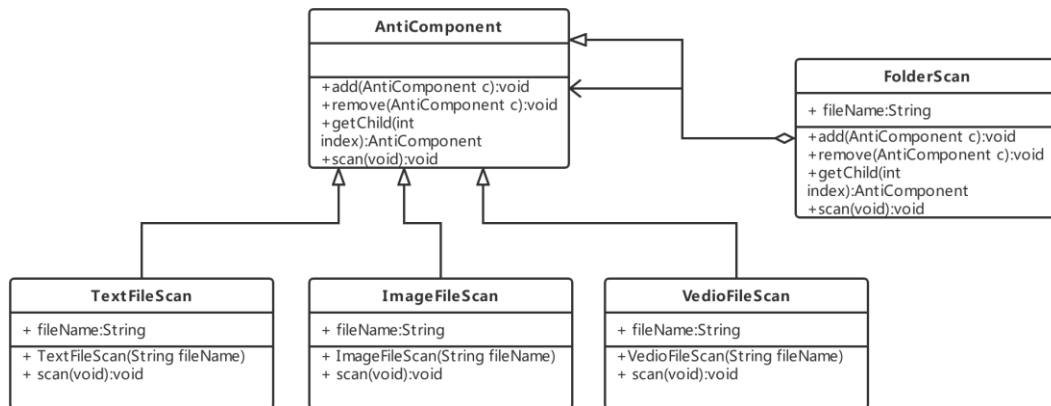 AntiComponent
+add(AntiComponent c):void
+remove(AntiComponent c):void
+getChild(int
index):AntiComponent
+scan(void):void
FolderScan
+ fileName:String
+add(AntiComponent c):void
+remove(AntiComponent c):void
+getChild(int
index):AntiComponent
+scan(void):void
TextFileScan
+ fileName:String
+ TextFileScan(String fileName)
+ scan(void):void
ImageFileScan
+ fileName:String
+ ImageFileScan(String fileName)
+ scan(void):void
VedioFileScan
+ fileName:String
+VedioFileScan(String fileName)
+ scan(void):void